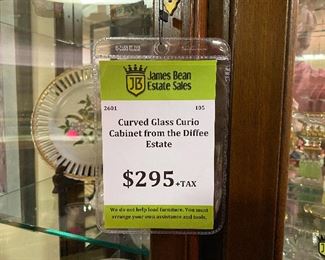 JB
James Bean
Estate Sales
2601 105
Curved Glass Curio
Cabinet from the Diffee
Estate
$295+TAX
We do not help load furniture. You must
arrange your own assistance and tools.